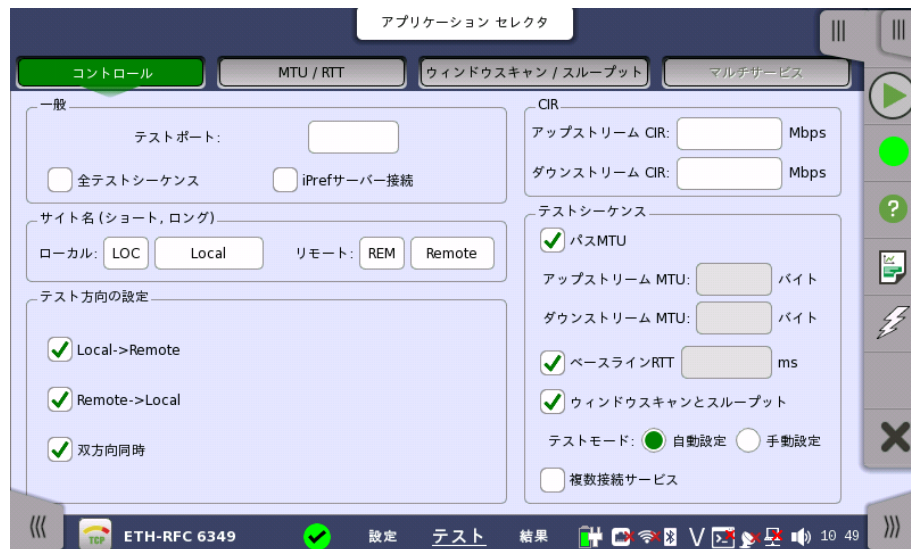 アプリケーション セレクタ
コントロール
MTU / RTT
ウィンドウスキャン / スループット
マルチサービス
一般
テストポート:
全テストシーケンス
iPrefサーバー接続
サイト名 (ショート, ロング)
ローカル: LOC Local リモート: REM Remote
テスト方向の設定
Local->Remote
Remote->Local
双方向同時
CIR
アップストリーム CIR: Mbps
ダウンストリーム CIR: Mbps
テストシーケンス
パスMTU
アップストリーム MTU: バイト
ダウンストリーム MTU: バイト
ベースラインRTT ms
ウィンドウスキャンとスループット
テストモード: 自動設定 手動設定
複数接続サービス
TCP ETH-RFC 6349 設定 テスト 結果 10 49